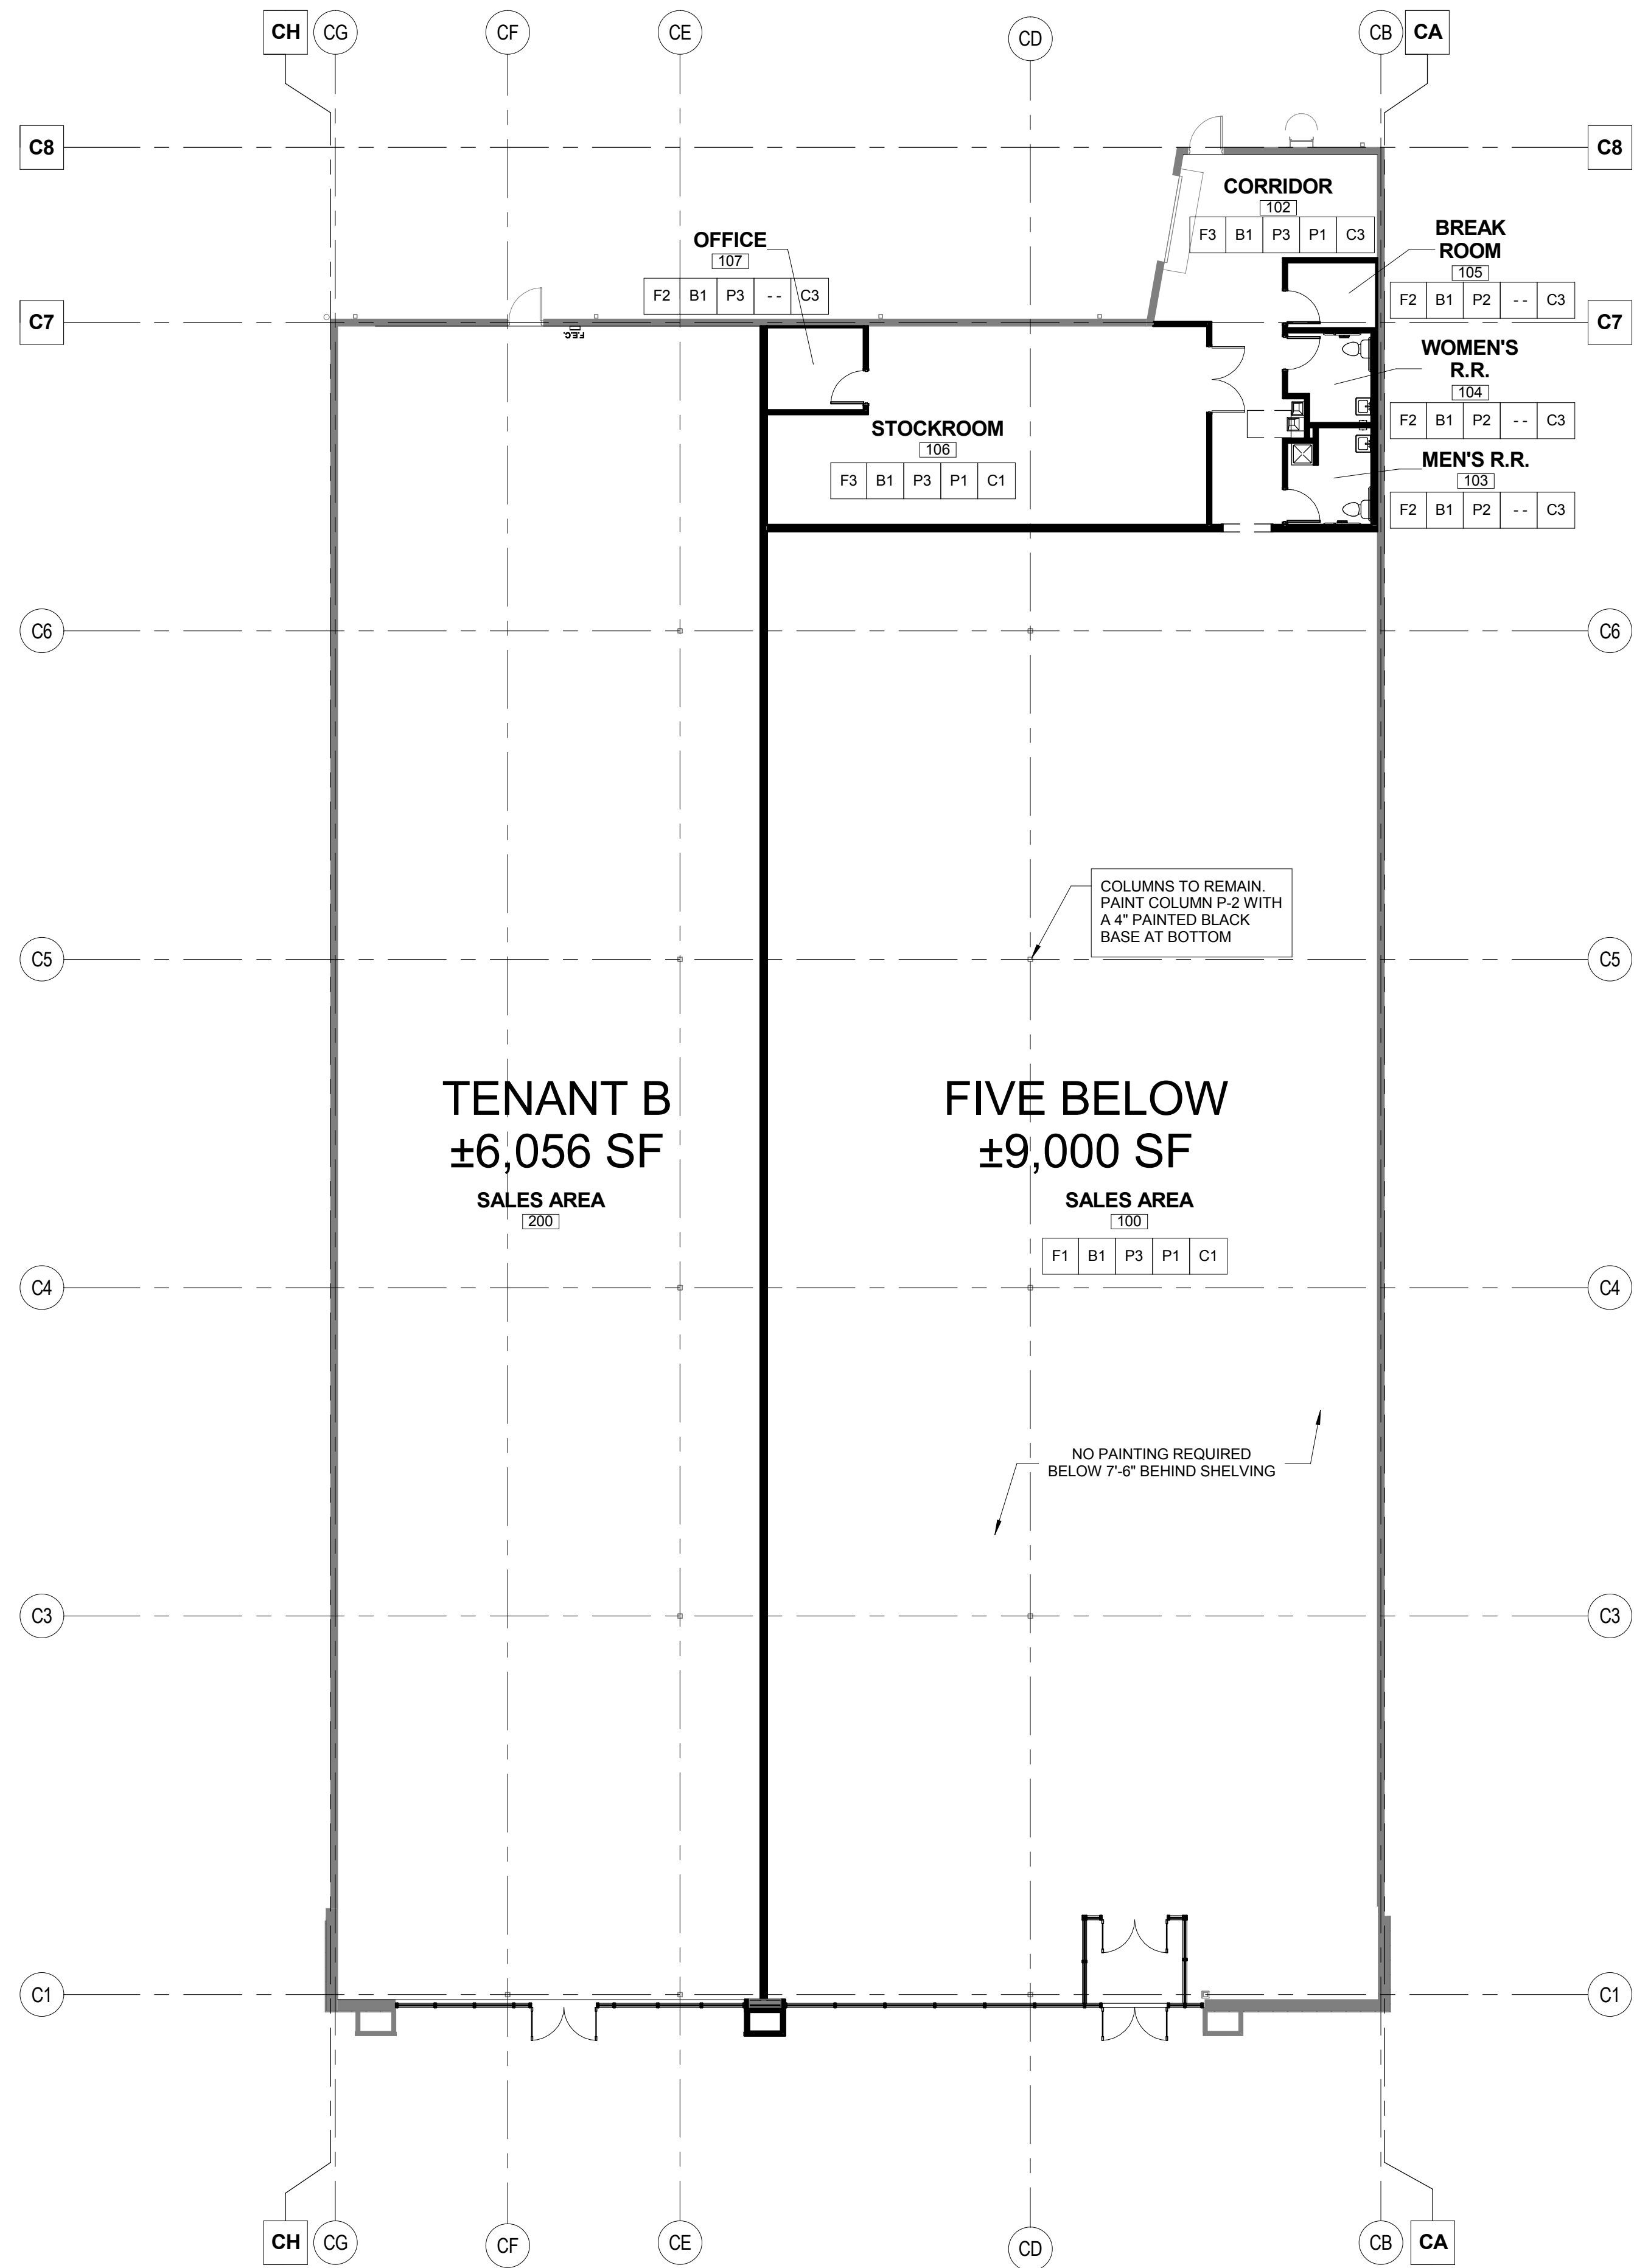 CH
CG
CF
CE
CD
CB
CA
C8
C8
CORRIDOR
102
F3 B1 P3 P1 C3
OFFICE
107
F2 B1 P3 - - C3
BREAK
ROOM
105
F2 B1 P2 - - C3
C7
C7
F.E.C.
WOMEN'S
R.R.
104
F2 B1 P2 - - C3
STOCKROOM
106
F3 B1 P3 P1 C1
MEN'S R.R.
103
F2 B1 P2 - - C3
C6
C6
COLUMNS TO REMAIN.
PAINT COLUMN P-2 WITH
A 4" PAINTED BLACK
BASE AT BOTTOM
C5
C5
TENANT B
±6,056 SF
SALES AREA
200
FIVE BELOW
±9,000 SF
SALES AREA
100
F1 B1 P3 P1 C1
C4
C4
NO PAINTING REQUIRED
BELOW 7'-6" BEHIND SHELVING
C3
C3
C1
C1
CH
CG
CF
CE
CD
CB
CA